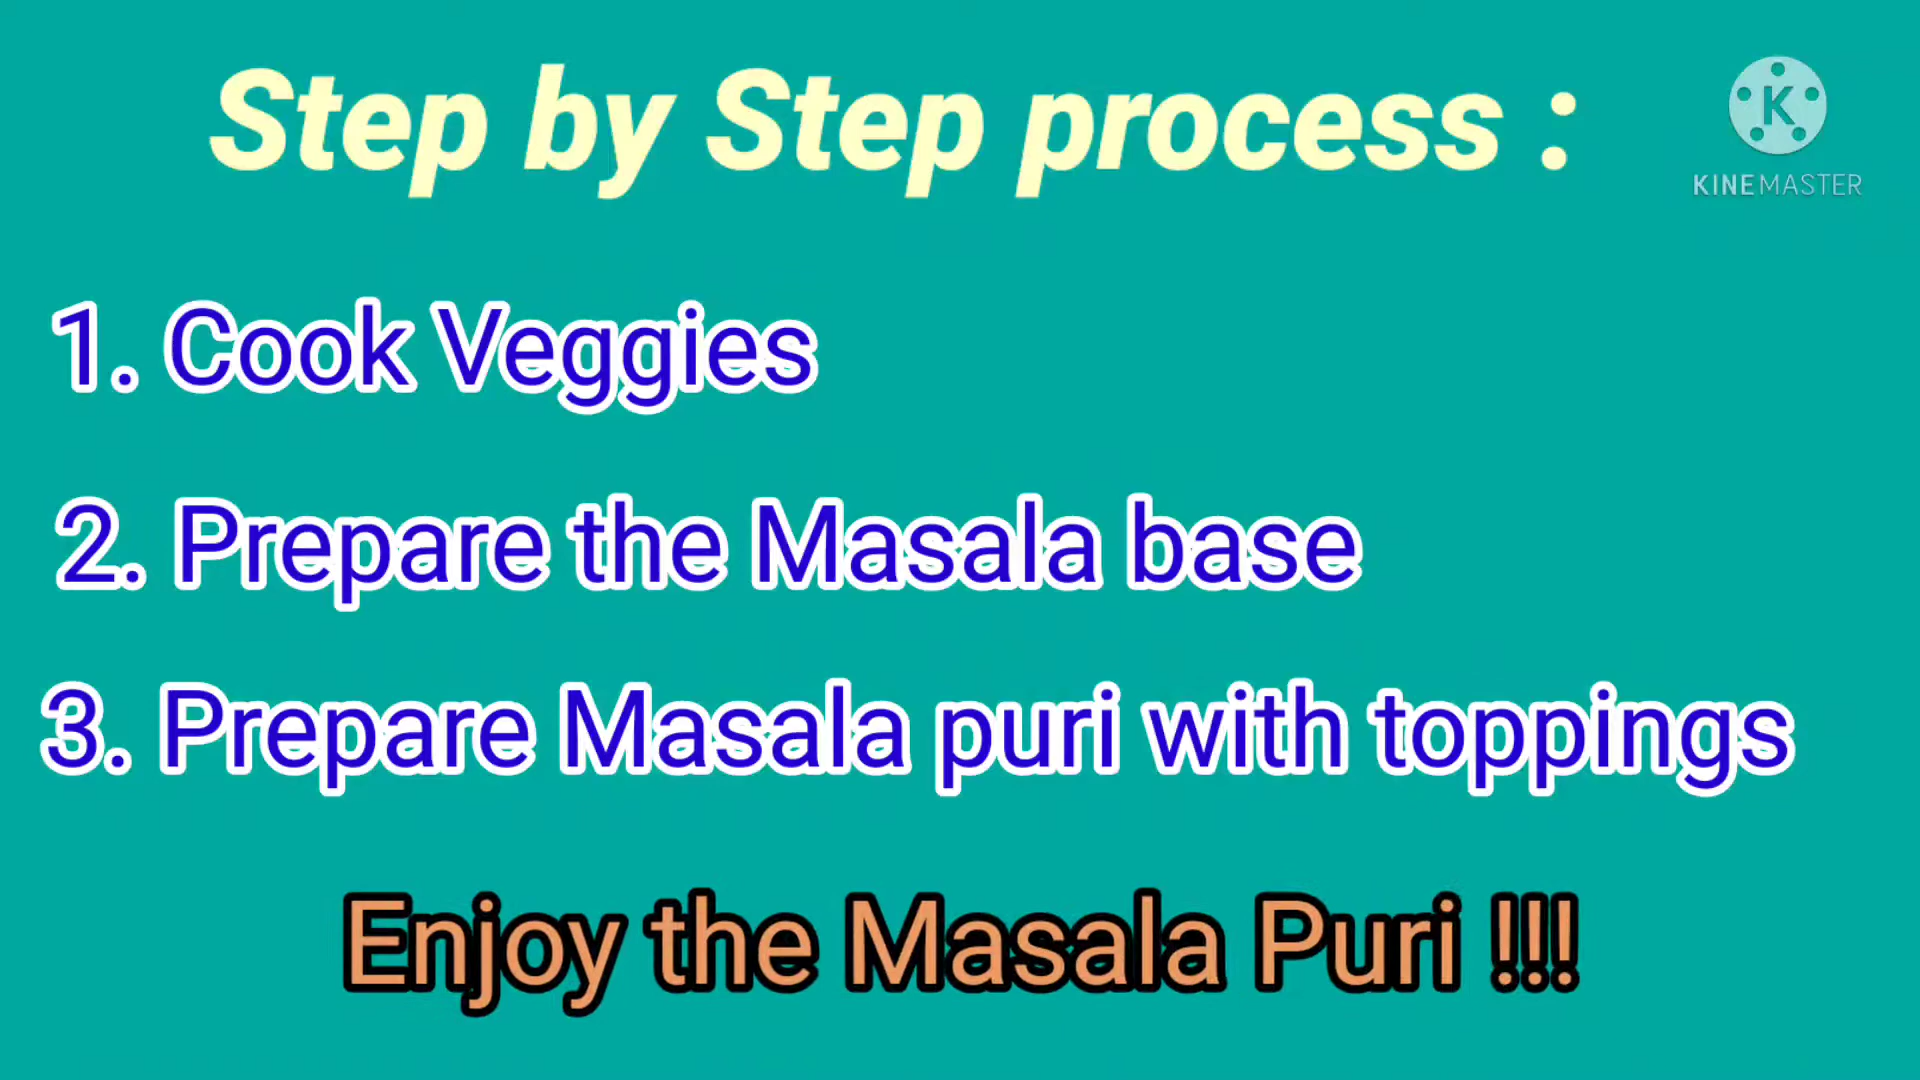 Step by Step process :
K
KINEMASTER
1. Cook Veggies
2. Prepare the Masala base
3. Prepare Masala puri with toppings
Enjoy the Masala Puri !!!